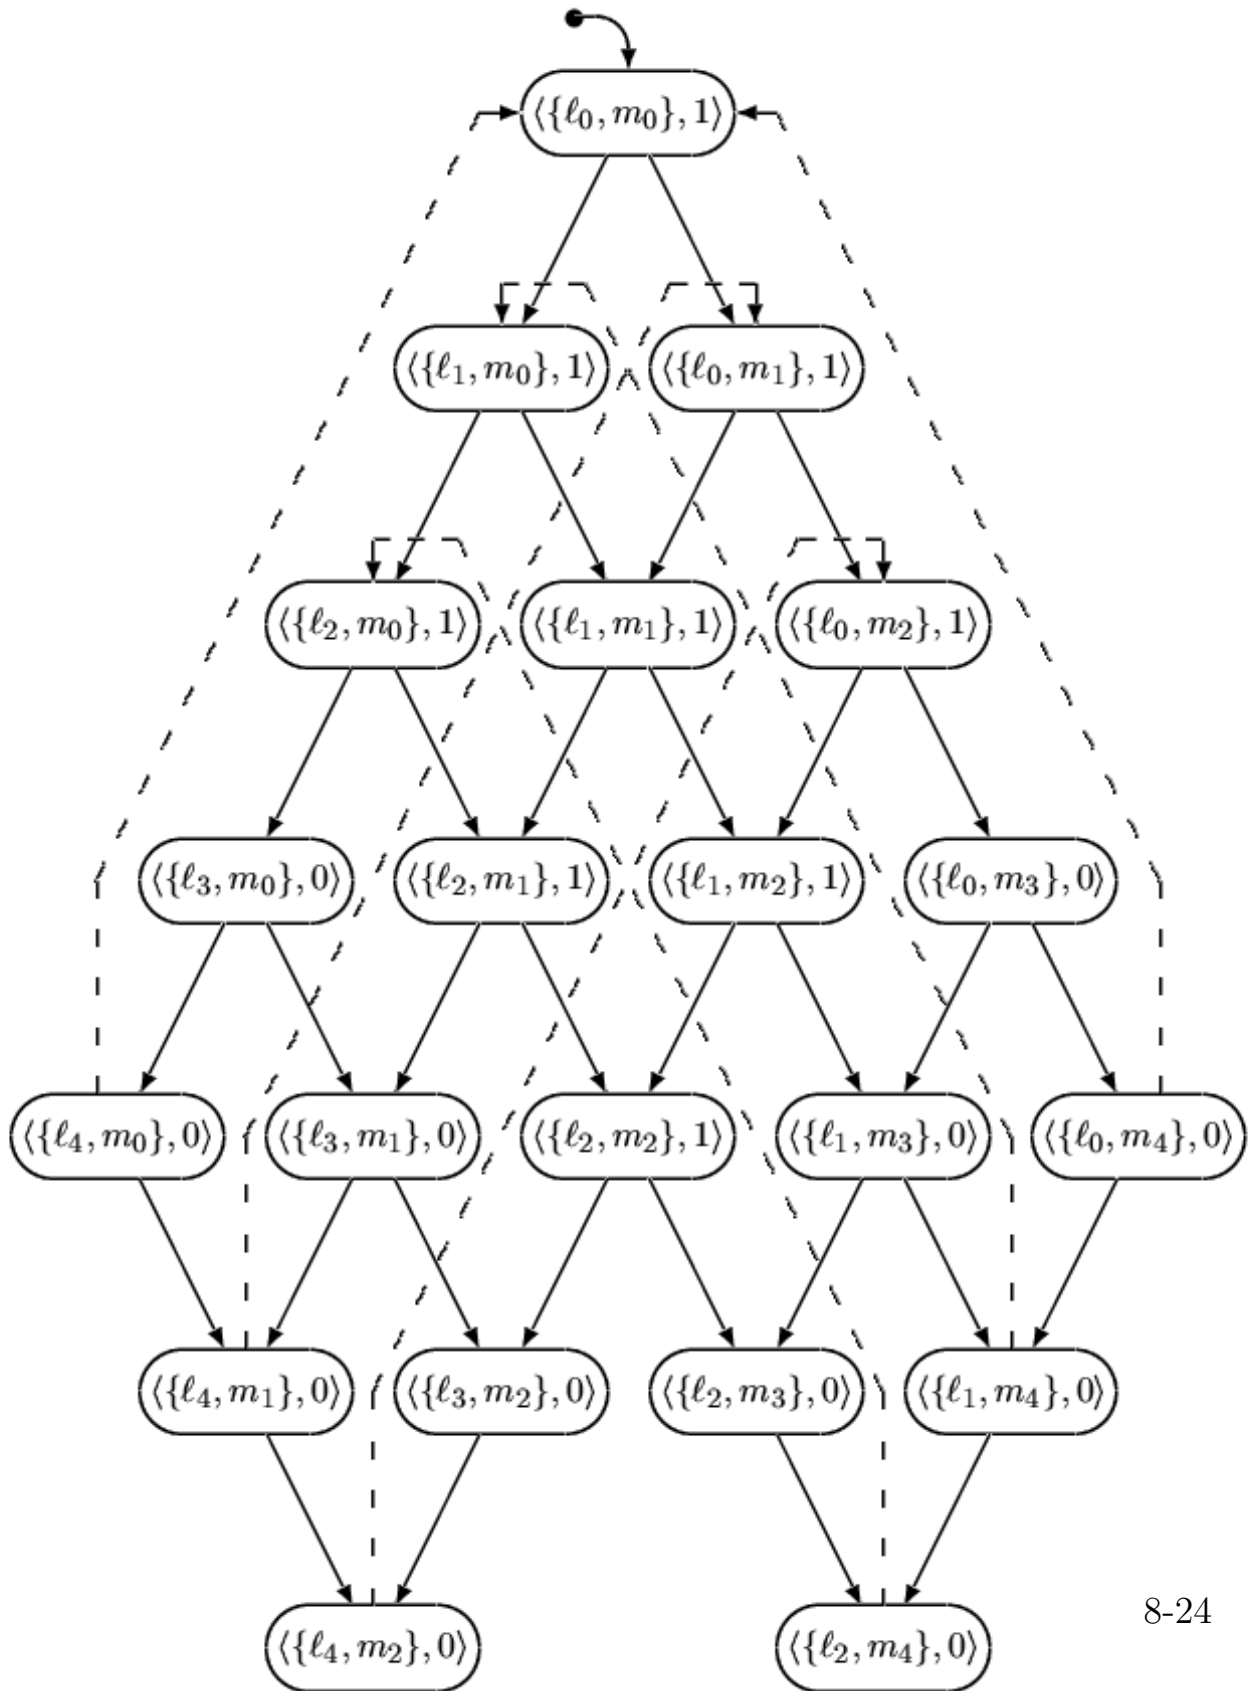 ⟨{ℓ₀, m₀}, 1⟩
⟨{ℓ₁, m₀}, 1⟩ ⟨{ℓ₀, m₁}, 1⟩
⟨{ℓ₂, m₀}, 1⟩ ⟨{ℓ₁, m₁}, 1⟩ ⟨{ℓ₀, m₂}, 1⟩
⟨{ℓ₃, m₀}, 0⟩ ⟨{ℓ₂, m₁}, 1⟩ ⟨{ℓ₁, m₂}, 1⟩ ⟨{ℓ₀, m₃}, 0⟩
⟨{ℓ₄, m₀}, 0⟩ ⟨{ℓ₃, m₁}, 0⟩ ⟨{ℓ₂, m₂}, 1⟩ ⟨{ℓ₁, m₃}, 0⟩ ⟨{ℓ₀, m₄}, 0⟩
⟨{ℓ₄, m₁}, 0⟩ ⟨{ℓ₃, m₂}, 0⟩ ⟨{ℓ₂, m₃}, 0⟩ ⟨{ℓ₁, m₄}, 0⟩
⟨{ℓ₄, m₂}, 0⟩ ⟨{ℓ₂, m₄}, 0⟩
8-24